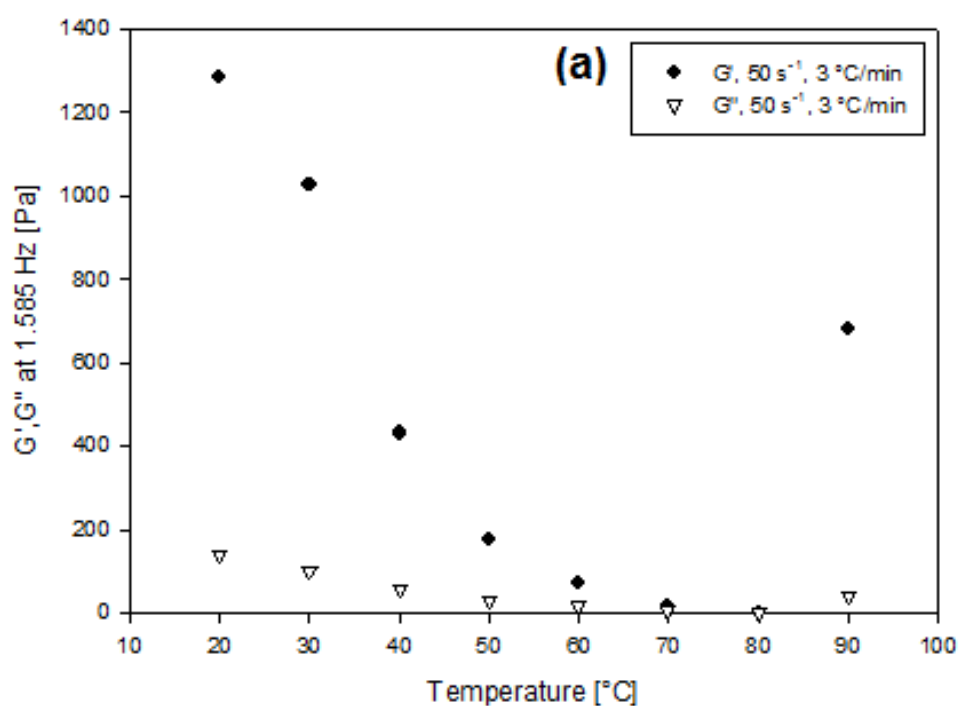 (a)
G', 50 s⁻¹, 3 °C/min
G'', 50 s⁻¹, 3 °C/min
1400
1200
1000
800
600
400
200
0
G',G'' at 1.585 Hz [Pa]
10 20 30 40 50 60 70 80 90 100
Temperature [°C]